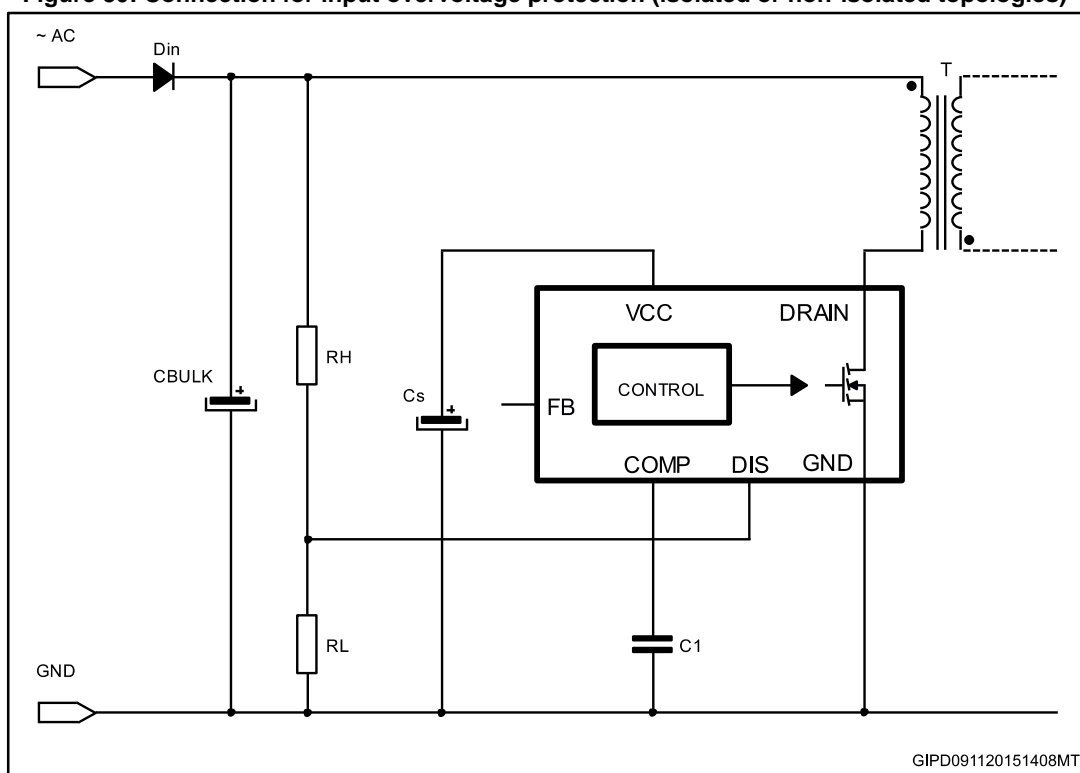 ~ AC
Din
T
VCC
DRAIN
RH
CBULK
+
Cs
+
CONTROL
FB
COMP
DIS
GND
RL
C1
GND
GIPD091120151408MT